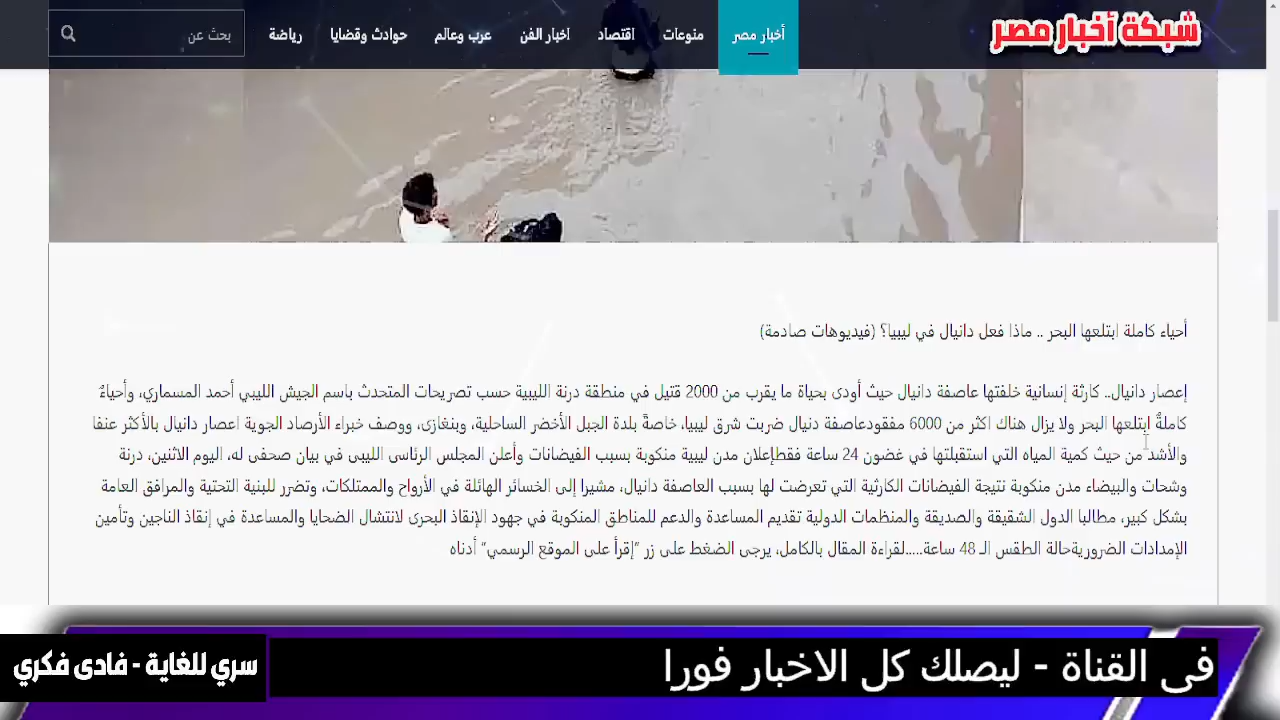 شبكة أخبار مصر
أخبار مصر
منوعات
اقتصاد
اخبار الفن
عرب وعالم
حوادث وقضايا
رياضة
بحث عن
أحياء كاملة ابتلعها البحر .. ماذا فعل دانيال في ليبيا؟ (فيديوهات صادمة)
إعصار دانيال.. كارثة إنسانية خلفتها عاصفة دانيال حيث أودى بحياة ما يقرب من 2000 قتيل في منطقة درنة الليبية حسب تصريحات المتحدث باسم الجيش الليبي أحمد المسماري، وأحياءٌ
كاملةٌ ابتلعها البحر ولا يزال هناك اكثر من 6000 مفقودعاصفة دنيال ضربت شرق ليبيا، خاصةً بلدة الجبل الأخضر الساحلية، وبنغازى، ووصف خبراء الأرصاد الجوية اعصار دانيال بالأكثر عنفا
والأشد من حيث كمية المياه التي استقبلتها في غضون 24 ساعة فقطإعلان مدن ليبية منكوبة بسبب الفيضانات وأعلن المجلس الرئاسى الليبى في بيان صحفى له، اليوم الاثنين، درنة
وشحات والبيضاء مدن منكوبة نتيجة الفيضانات الكارثية التي تعرضت لها بسبب العاصفة دانيال، مشيرا إلى الخسائر الهائلة في الأرواح والممتلكات، وتضرر للبنية التحتية والمرافق العامة
بشكل كبير، مطالبا الدول الشقيقة والصديقة والمنظمات الدولية تقديم المساعدة والدعم للمناطق المنكوبة في جهود الإنقاذ البحرى لانتشال الضحايا والمساعدة في إنقاذ الناجين وتأمين
الإمدادات الضروريةحالة الطقس الـ 48 ساعة.....لقراءة المقال بالكامل، يرجى الضغط على زر "إقرأ على الموقع الرسمي" أدناه
فى القناة - ليصلك كل الاخبار فورا
سري للغاية - فادى فكري